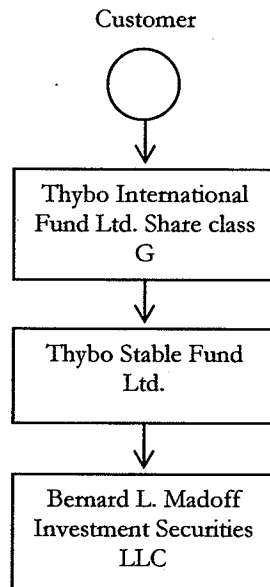 Customer
Thybo International
Fund Ltd. Share class
G
Thybo Stable Fund
Ltd.
Bernard L. Madoff
Investment Securities
LLC